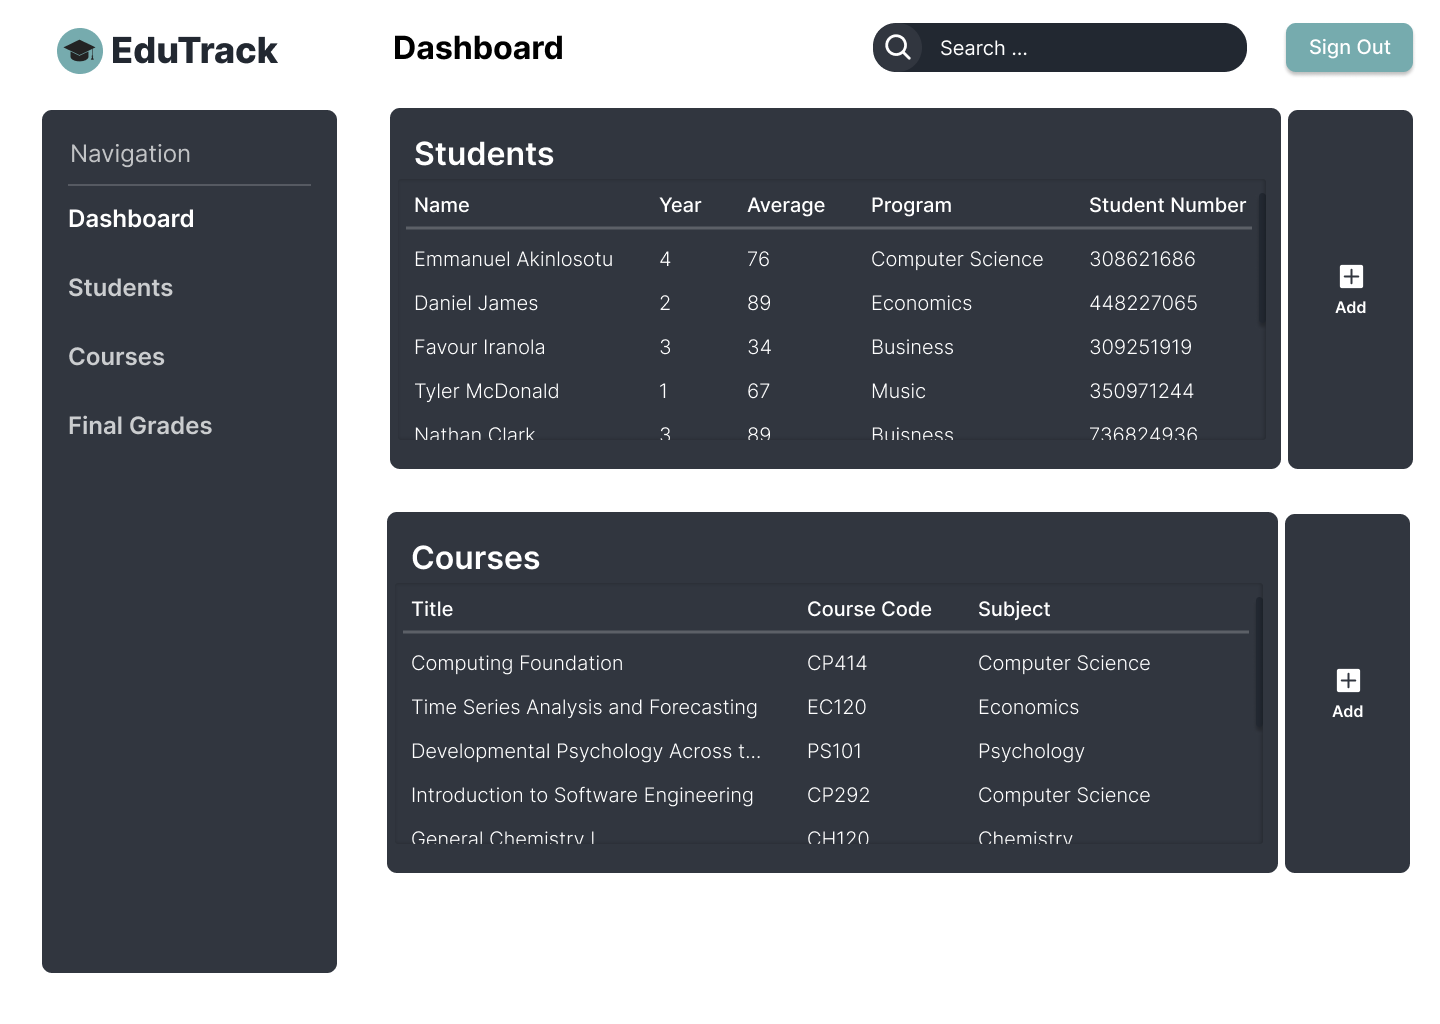 EduTrack
Dashboard
Search ...
Sign Out
Navigation
Dashboard
Students
Courses
Final Grades
Students
Name Year Average Program Student Number
Emmanuel Akinlosotu 4 76 Computer Science 308621686
Daniel James 2 89 Economics 448227065
Favour Iranola 3 34 Business 309251919
Tyler McDonald 1 67 Music 350971244
Nathan Clark 3 89 Buisness 736824936
Add
Courses
Title Course Code Subject
Computing Foundation CP414 Computer Science
Time Series Analysis and Forecasting EC120 Economics
Developmental Psychology Across t... PS101 Psychology
Introduction to Software Engineering CP292 Computer Science
General Chemistry I CH120 Chemistry
Add